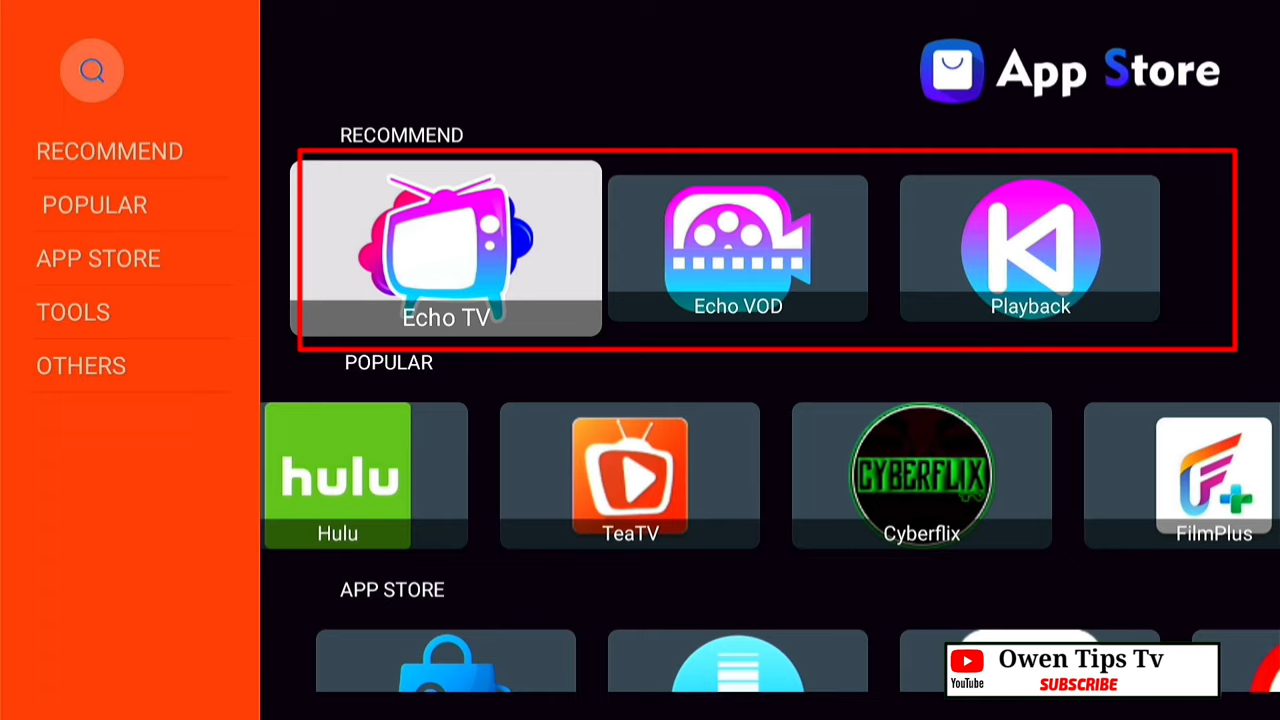 App Store
RECOMMEND
POPULAR
APP STORE
TOOLS
OTHERS
RECOMMEND
Echo TV
Echo VOD
Playback
POPULAR
hulu
Hulu
TeaTV
CYBERFLIX
TV
Cyberflix
FilmPlus
APP STORE
YouTube
Owen Tips Tv
SUBSCRIBE